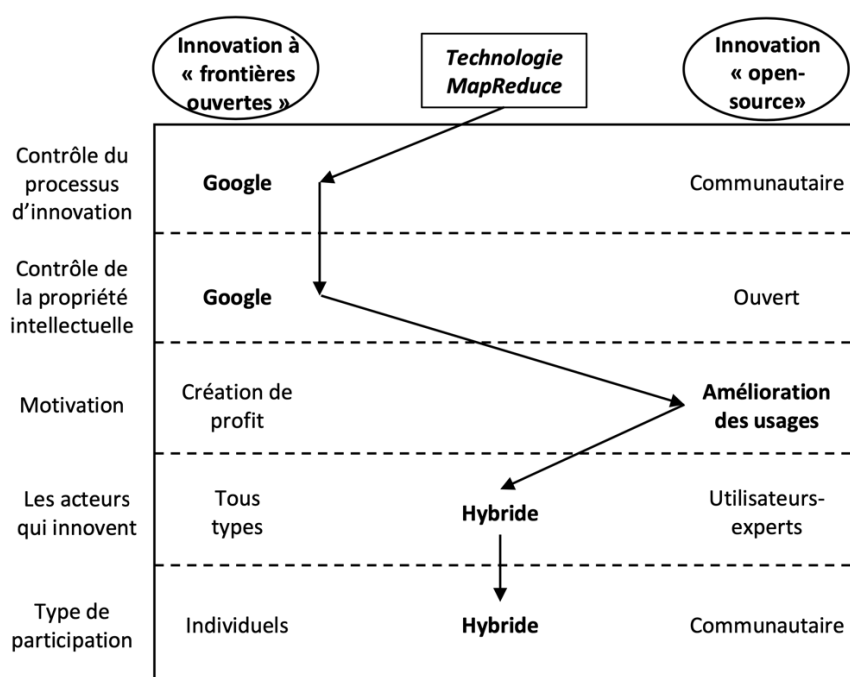 Innovation à
« frontières
ouvertes »
Technologie
MapReduce
Innovation
« open-
source»
Contrôle du
processus
d’innovation
Google
Communautaire
Contrôle de
la propriété
intellectuelle
Google
Ouvert
Motivation
Création de
profit
Amélioration
des usages
Les acteurs
qui innovent
Tous
types
Hybride
Utilisateurs-
experts
Type de
participation
Individuels
Hybride
Communautaire